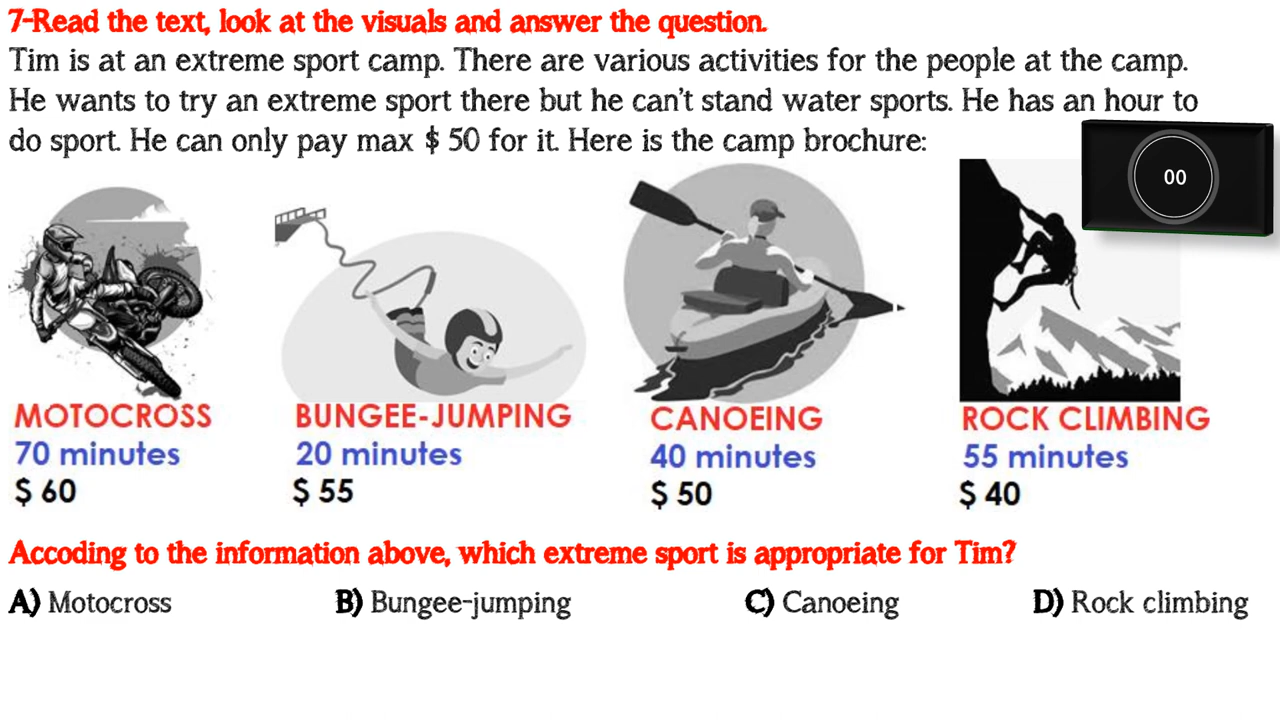 7-Read the text, look at the visuals and answer the question.
Tim is at an extreme sport camp. There are various activities for the people at the camp.
He wants to try an extreme sport there but he can't stand water sports. He has an hour to
do sport. He can only pay max $ 50 for it. Here is the camp brochure:
00
MOTOCROSS
70 minutes
$ 60
BUNGEE-JUMPING
20 minutes
$ 55
CANOEING
40 minutes
$ 50
ROCK CLIMBING
55 minutes
$ 40
Accoding to the information above, which extreme sport is appropriate for Tim?
A) Motocross
B) Bungee-jumping
C) Canoeing
D) Rock climbing